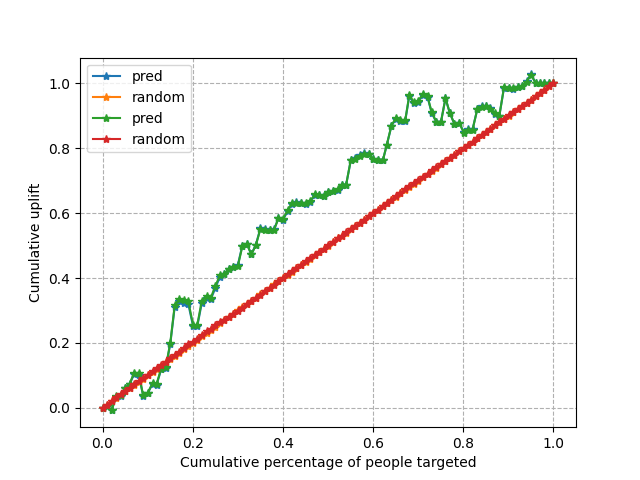 pred
random
pred
random
1.0
0.8
0.6
0.4
0.2
0.0
Cumulative uplift
0.0 0.2 0.4 0.6 0.8 1.0
Cumulative percentage of people targeted